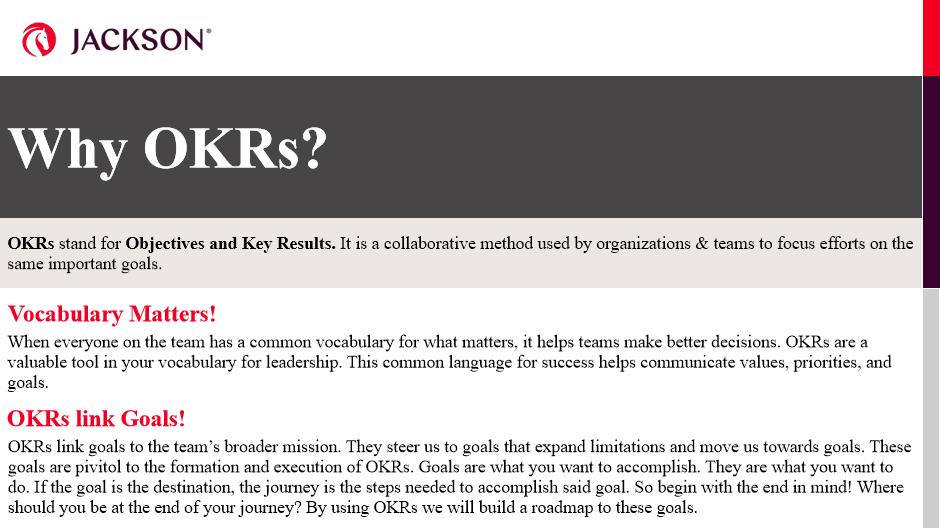 JACKSON®
Why OKRs?
OKRs stand for Objectives and Key Results. It is a collaborative method used by organizations & teams to focus efforts on the
same important goals.
Vocabulary Matters!
When everyone on the team has a common vocabulary for what matters, it helps teams make better decisions. OKRs are a
valuable tool in your vocabulary for leadership. This common language for success helps communicate values, priorities, and
goals.
OKRs link Goals!
OKRs link goals to the team’s broader mission. They steer us to goals that expand limitations and move us towards goals. These
goals are pivitol to the formation and execution of OKRs. Goals are what you want to accomplish. They are what you want to
do. If the goal is the destination, the journey is the steps needed to accomplish said goal. So begin with the end in mind! Where
should you be at the end of your journey? By using OKRs we will build a roadmap to these goals.